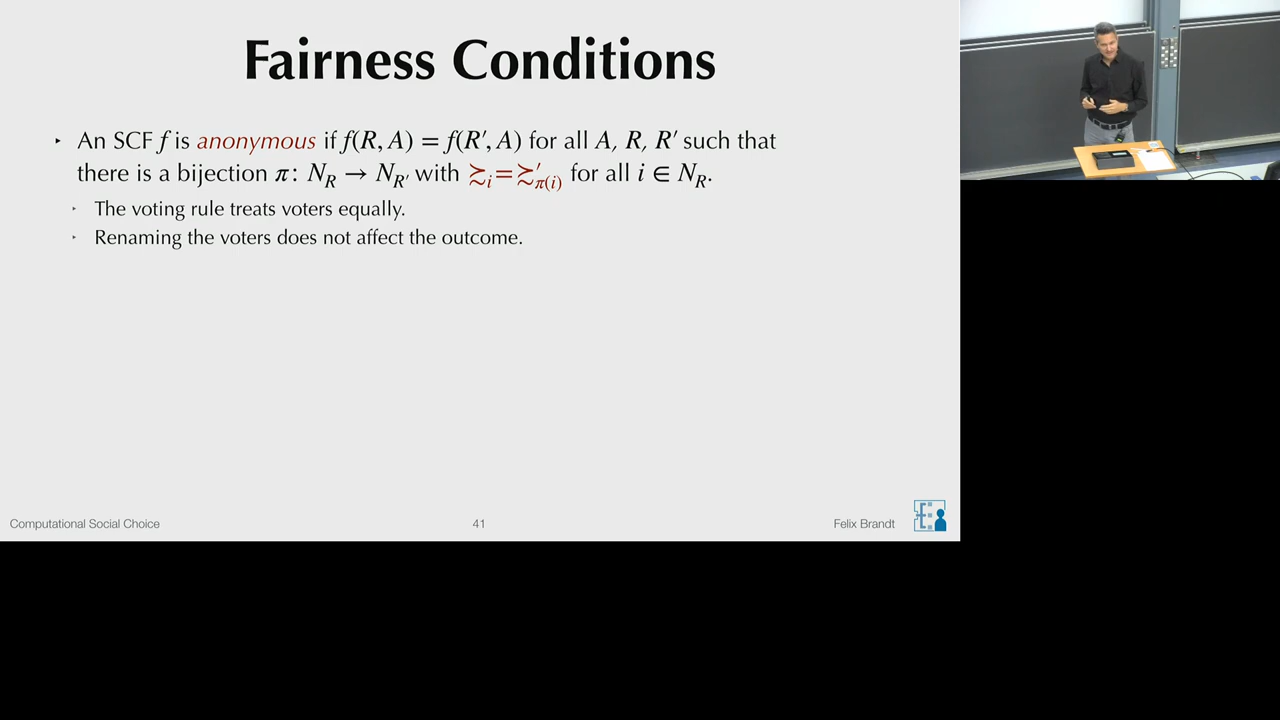 Fairness Conditions
‣ An SCF f is anonymous if f(R, A) = f(R′, A) for all A, R, R′ such that
there is a bijection π: N_R → N_R′ with ≿_i=≿′_π(i) for all i ∈ N_R.
‣ The voting rule treats voters equally.
‣ Renaming the voters does not affect the outcome.
Computational Social Choice 41 Felix Brandt